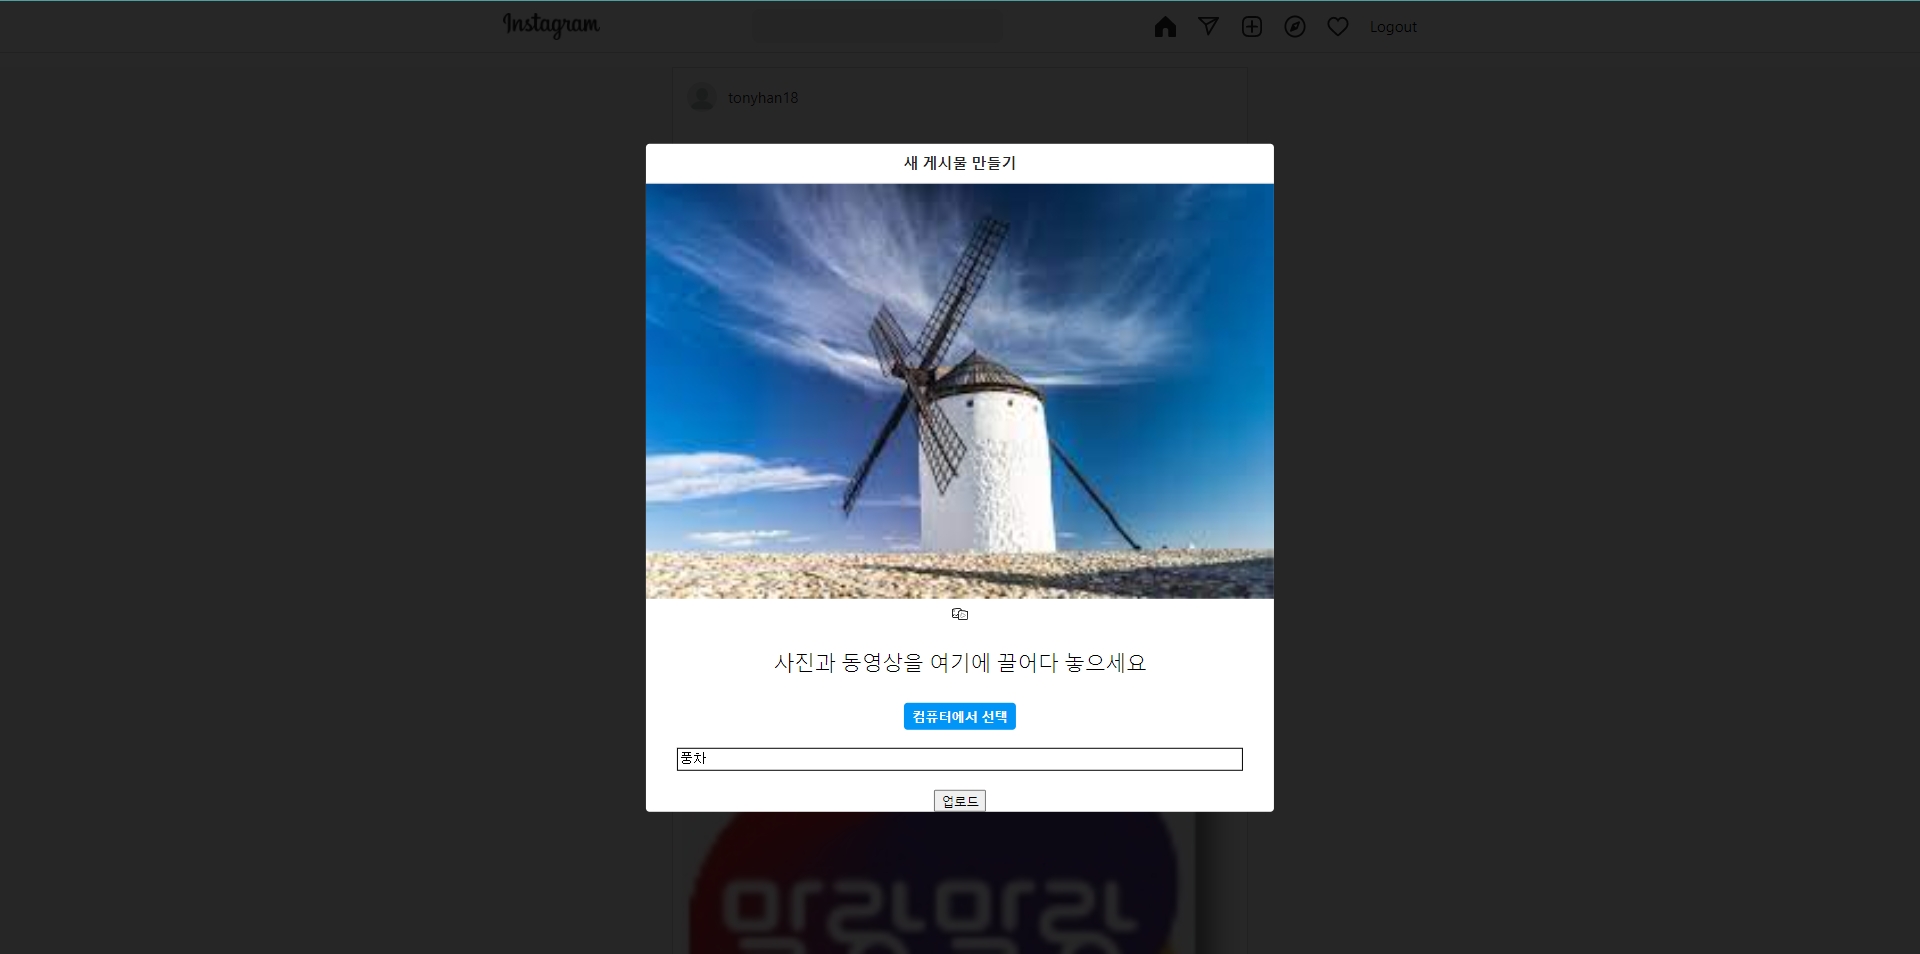 Instagram
Logout
tonyhan18
새 게시물 만들기
사진과 동영상을 여기에 끌어다 놓으세요
컴퓨터에서 선택
풍차
업로드